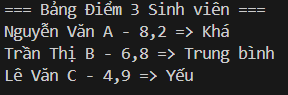 === Bảng Điểm 3 Sinh viên ===
Nguyễn Văn A - 8,2 => Khá
Trần Thị B - 6,8 => Trung bình
Lê Văn C - 4,9 => Yếu